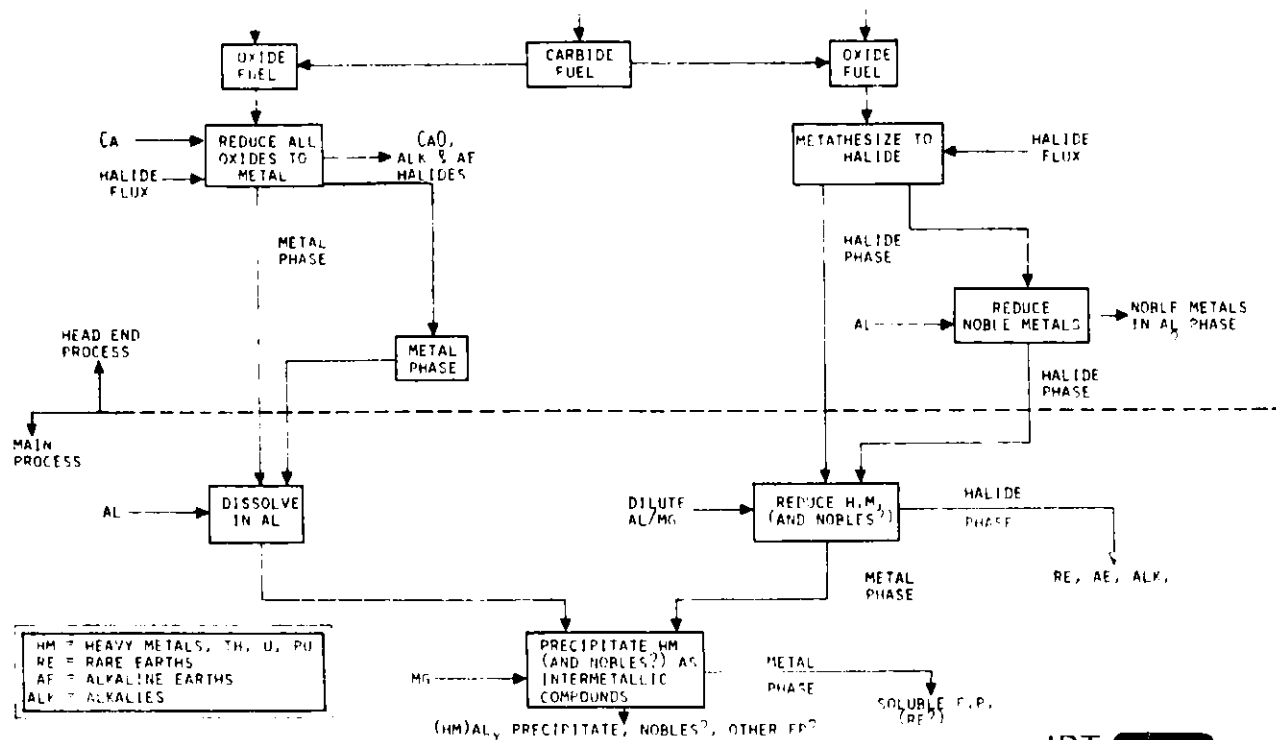 OXIDE
FUEL
CARBIDE
FUEL
OXIDE
FUEL
CA
HALIDE
FLUX
REDUCE ALL
OXIDES TO
METAL
CaO,
ALK & AE
HALIDES
METATHESIZE TO
HALIDE
HALIDE
FLUX
METAL
PHASE
HALIDE
PHASE
HEAD END
PROCESS
METAL
PHASE
AL
REDUCE
NOBLE METALS
NOBLE METALS
IN AL PHASE
HALIDE
PHASE
MAIN
PROCESS
AL
DISSOLVE
IN AL
DILUTE
AL/MG
REDUCE H.M,
(AND NOBLES?)
HALIDE
PHASE
RE, AE, ALK,
METAL
PHASE
HM = HEAVY METALS, TH, U, PU
RE = RARE EARTHS
AE = ALKALINE EARTHS
ALK = ALKALIES
MG
PRECIPITATE HM
(AND NOBLES?) AS
INTERMETALLIC
COMPOUNDS
METAL
PHASE
SOLUBLE F.P.
(RE?)
(HM)AL, PRECIPITATE, NOBLES?, OTHER FP?